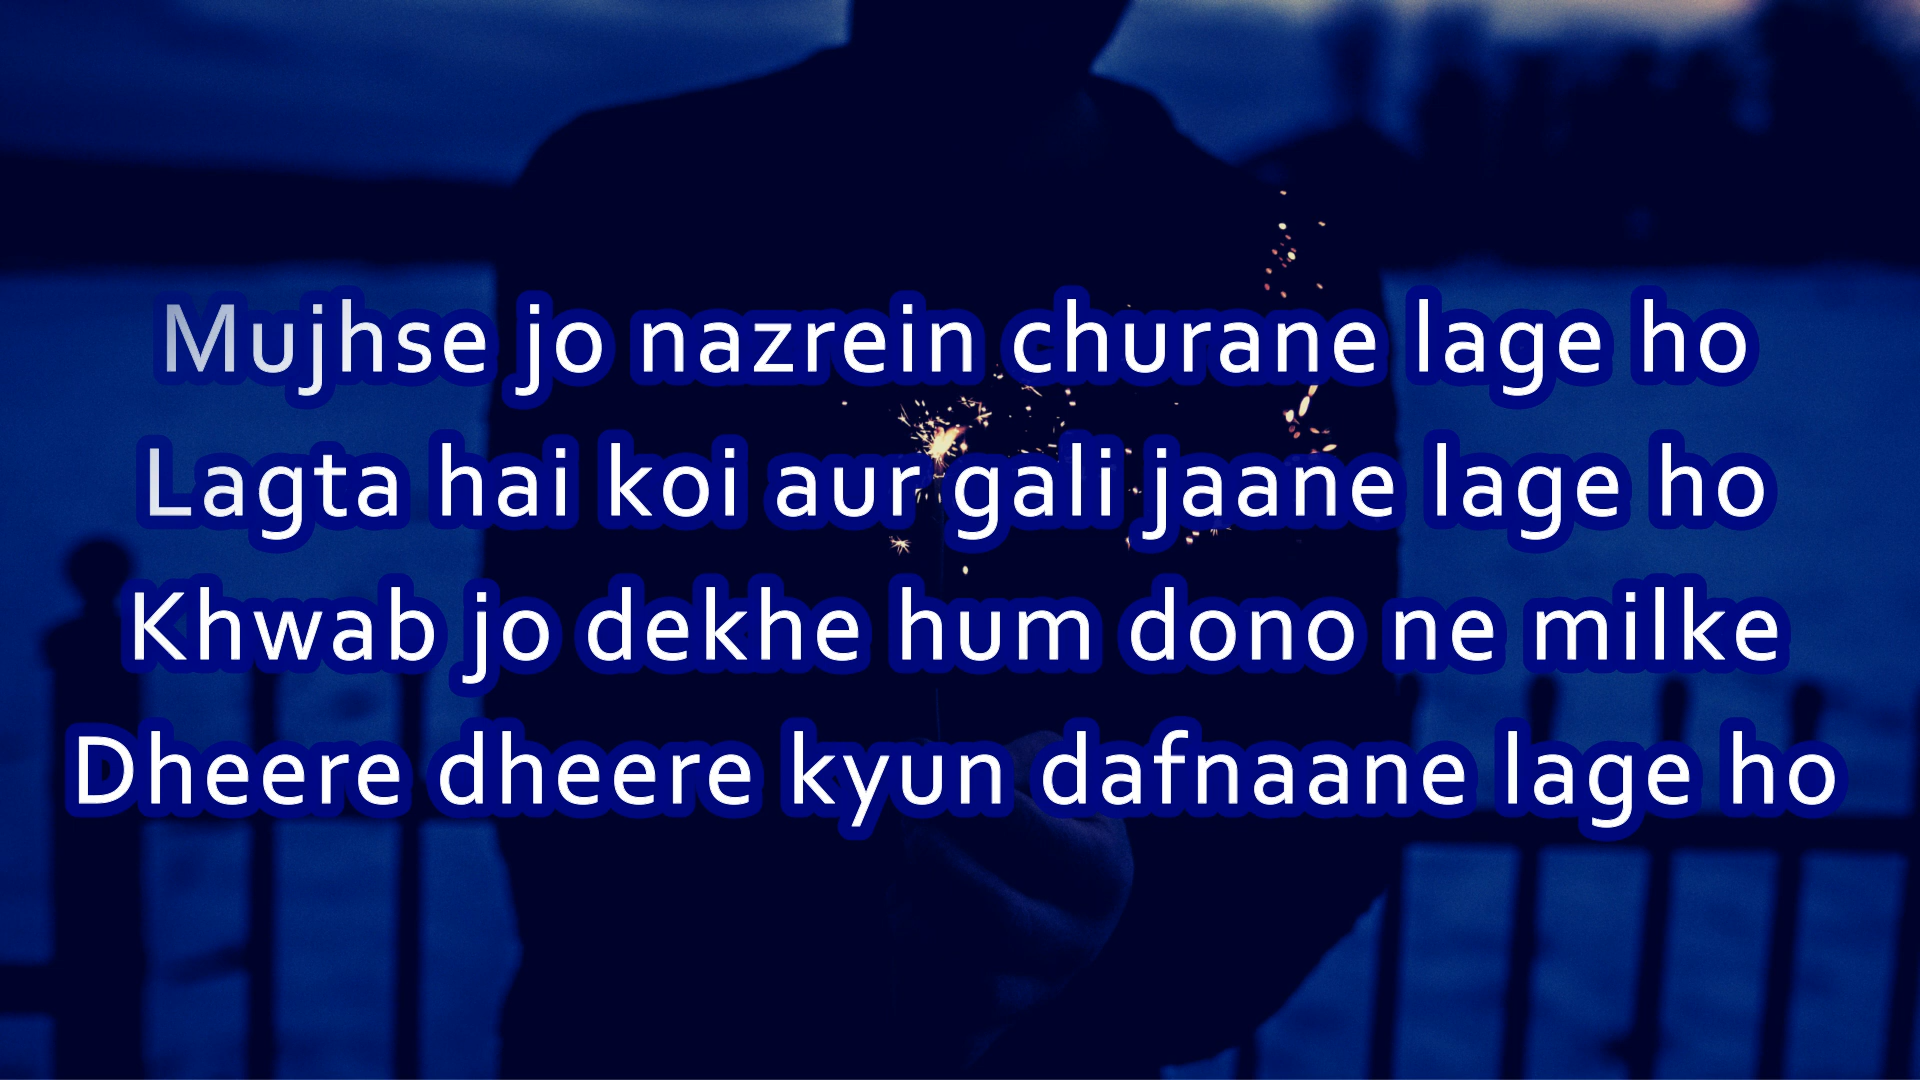 Mujhse jo nazrein churane lage ho
Lagta hai koi aur gali jaane lage ho
Khwab jo dekhe hum dono ne milke
Dheere dheere kyun dafnaane lage ho